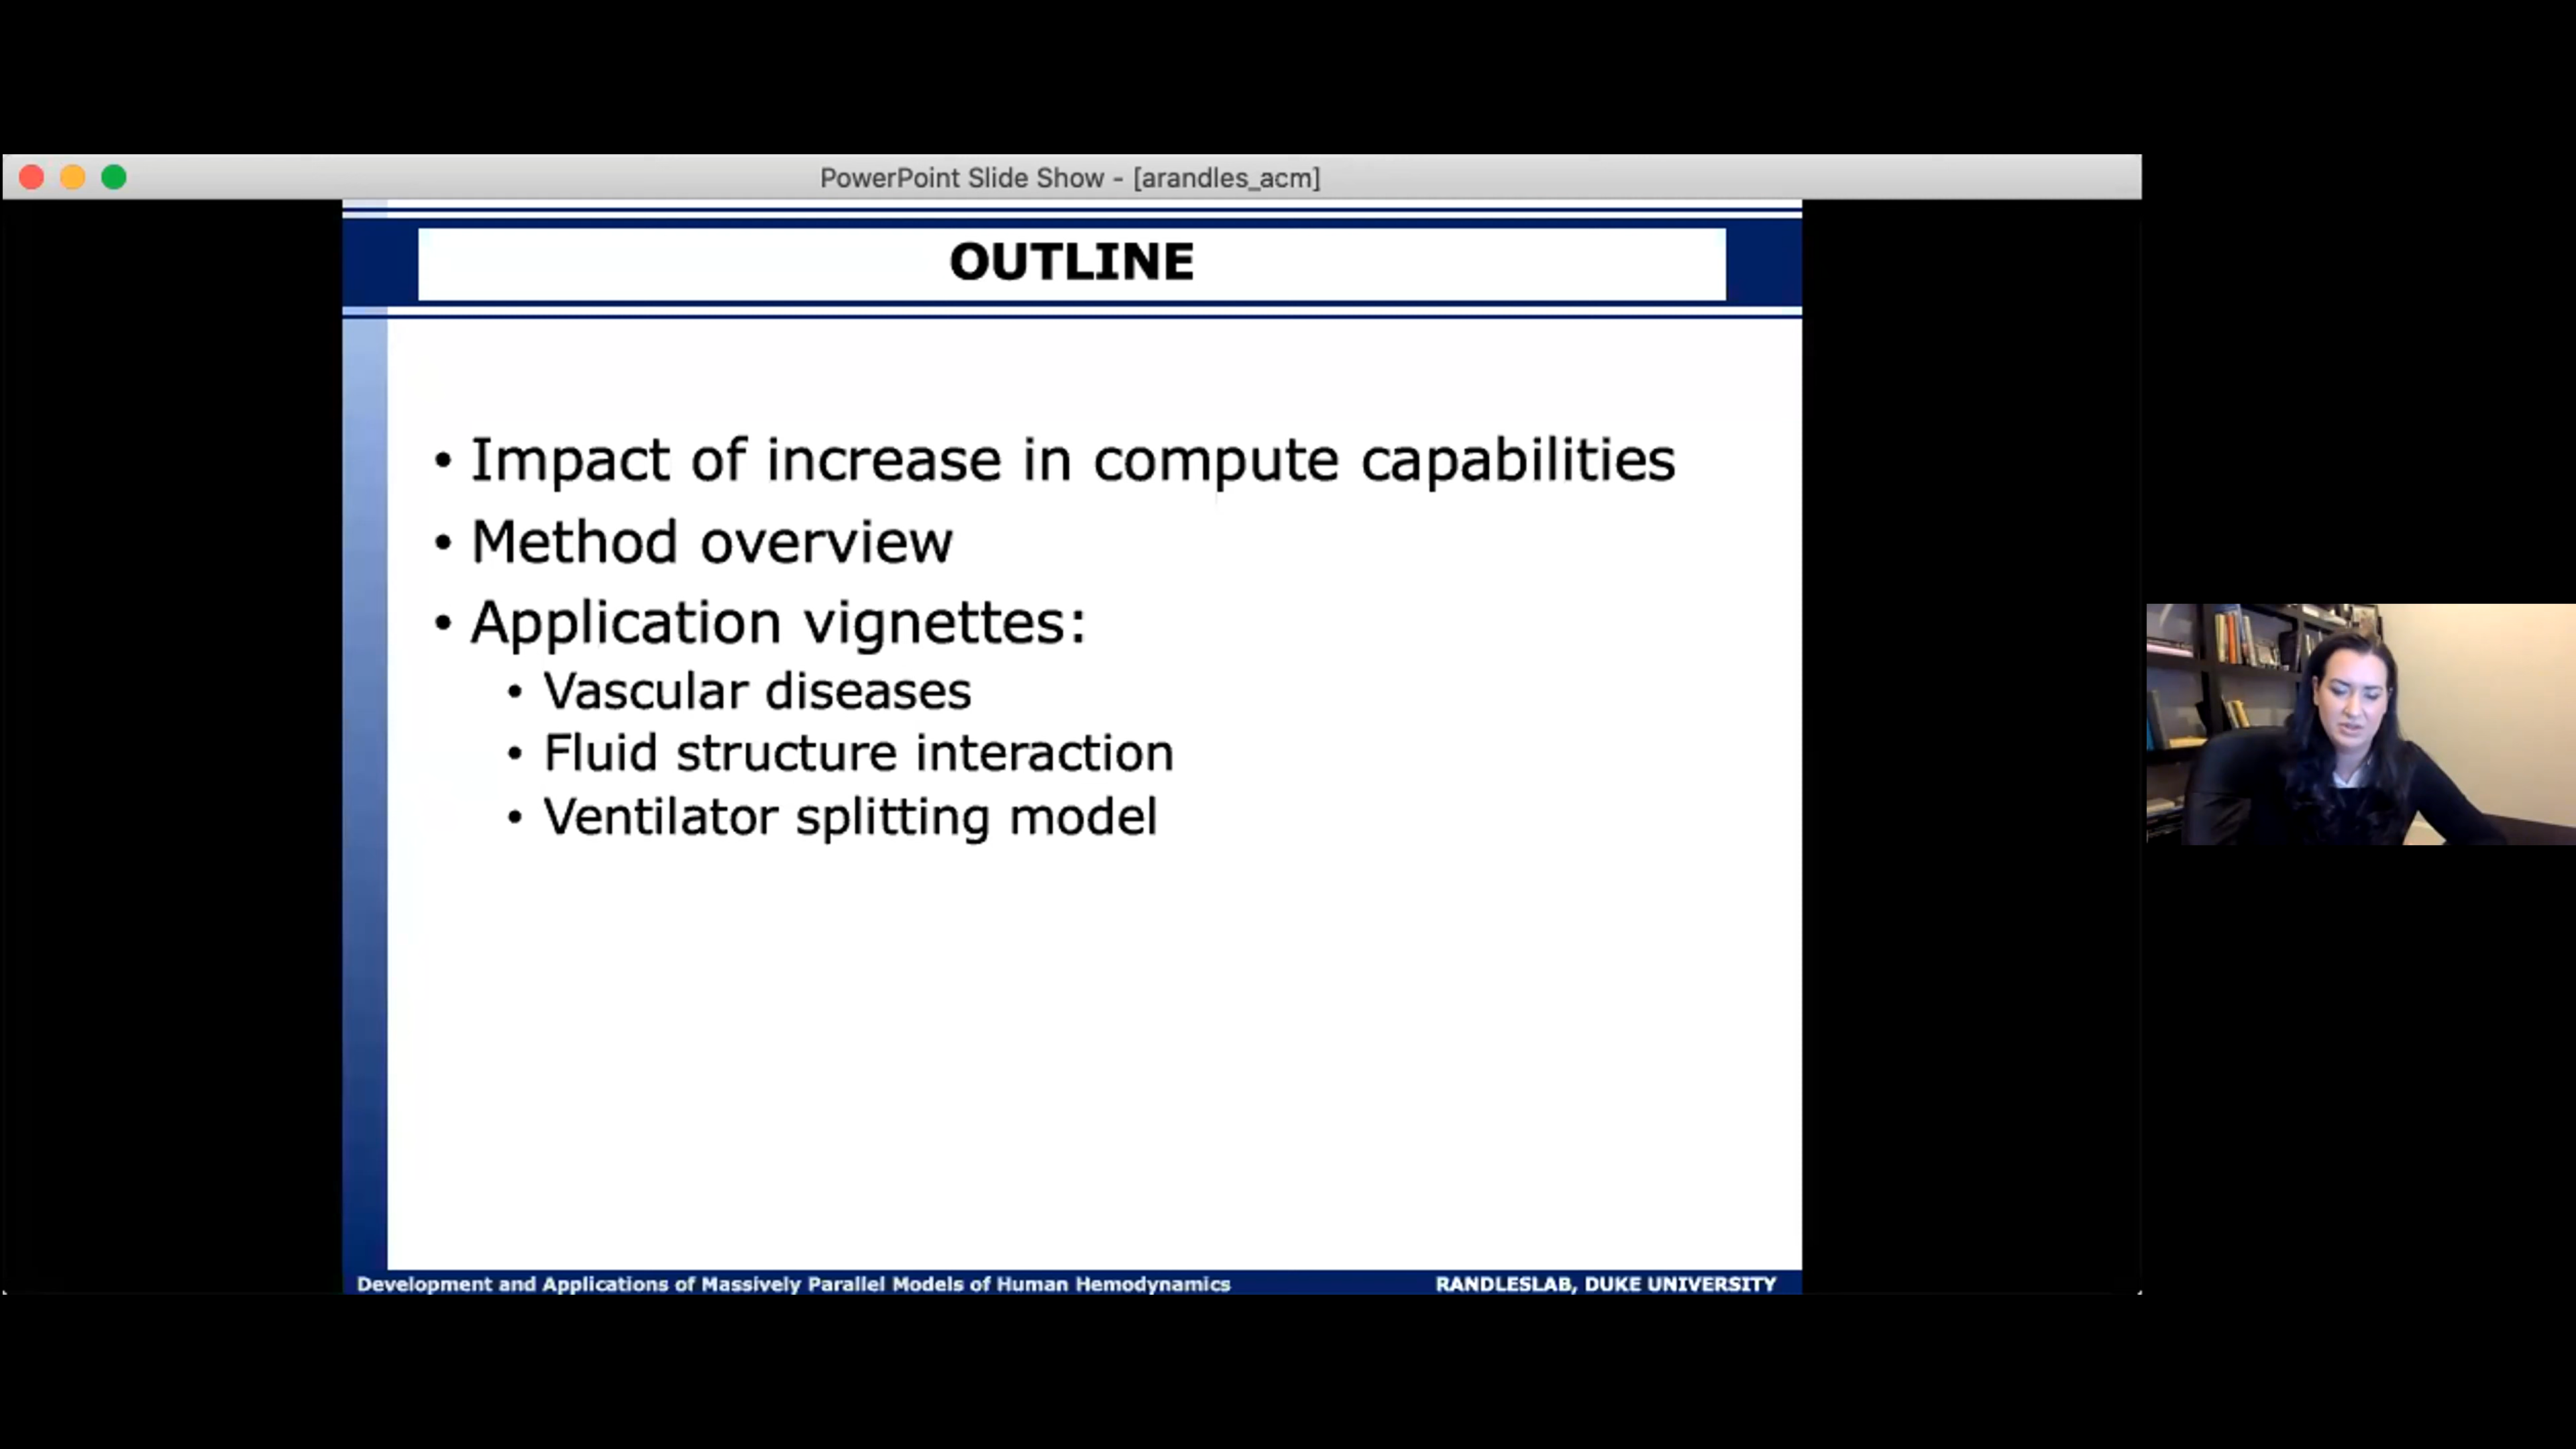 PowerPoint Slide Show - [arandles_acm]
OUTLINE
• Impact of increase in compute capabilities
• Method overview
• Application vignettes:
• Vascular diseases
• Fluid structure interaction
• Ventilator splitting model
Development and Applications of Massively Parallel Models of Human Hemodynamics
RANDLESLAB, DUKE UNIVERSITY